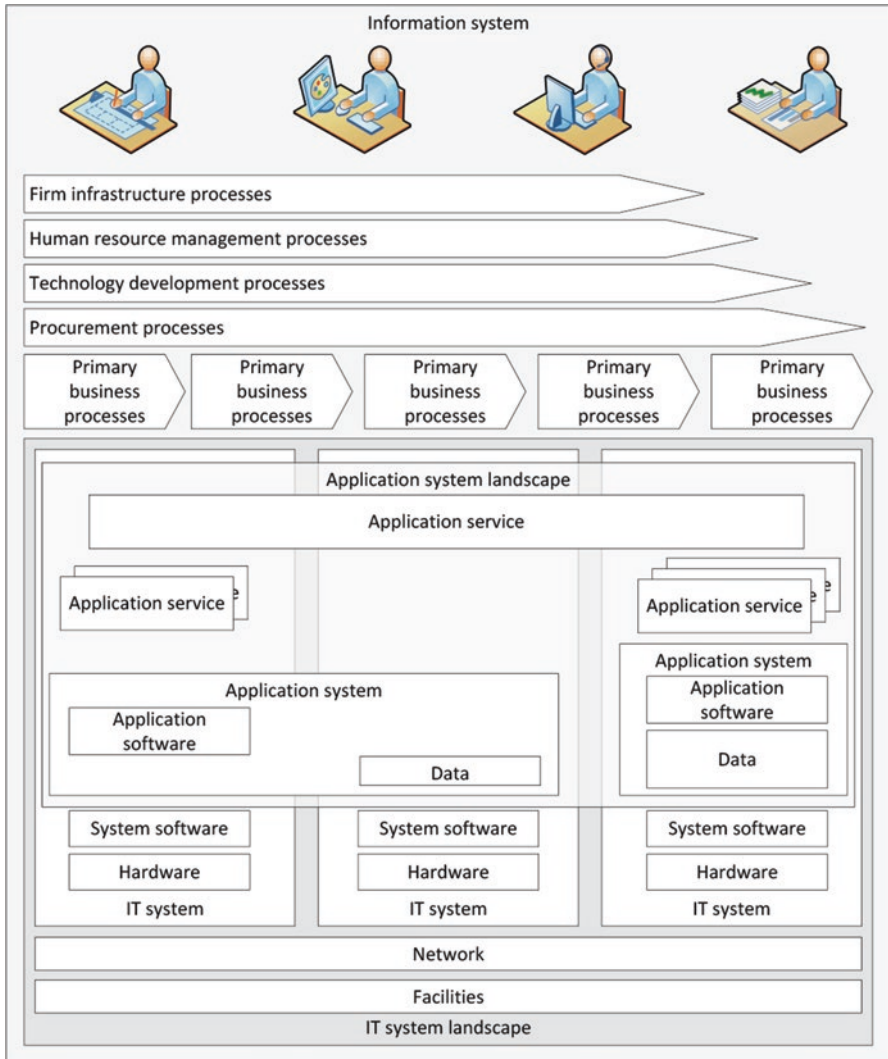 Information system
Firm infrastructure processes
Human resource management processes
Technology development processes
Procurement processes
Primary
business
processes
Primary
business
processes
Primary
business
processes
Primary
business
processes
Primary
business
processes
Application system landscape
Application service
Application service
e
Application service
e
e
Application system
Application
software
Data
Application system
Application
software
Data
System software
System software
System software
Hardware
Hardware
Hardware
IT system
IT system
IT system
Network
Facilities
IT system landscape